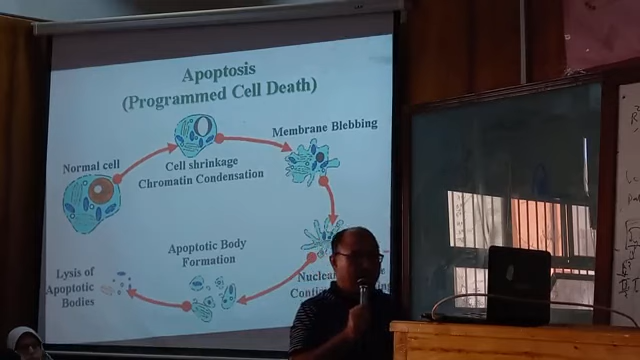 Apoptosis
(Programmed Cell Death)
Membrane Blebbing
Normal cell
Cell shrinkage
Chromatin Condensation
Apoptotic Body
Formation
Lysis of
Apoptotic
Bodies